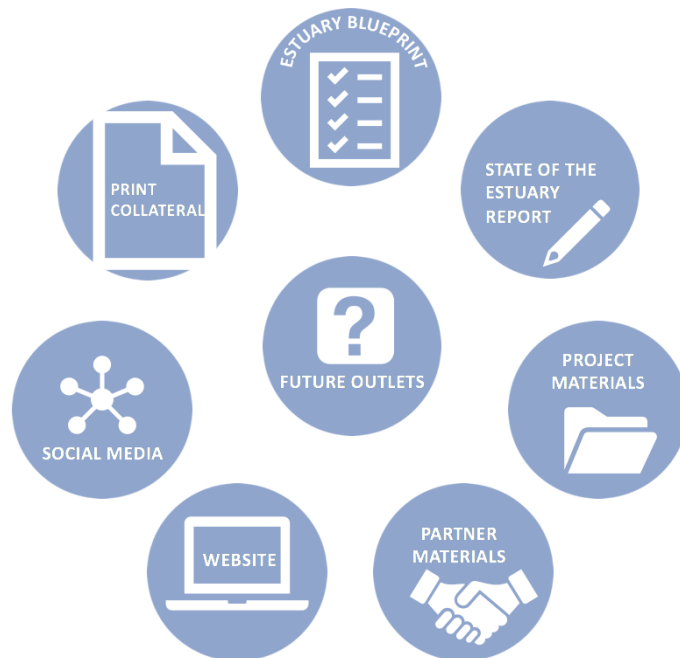 ESTUARY BLUEPRINT
PRINT
COLLATERAL
STATE OF THE
ESTUARY
REPORT
?
FUTURE OUTLETS
PROJECT
MATERIALS
SOCIAL MEDIA
WEBSITE
PARTNER
MATERIALS